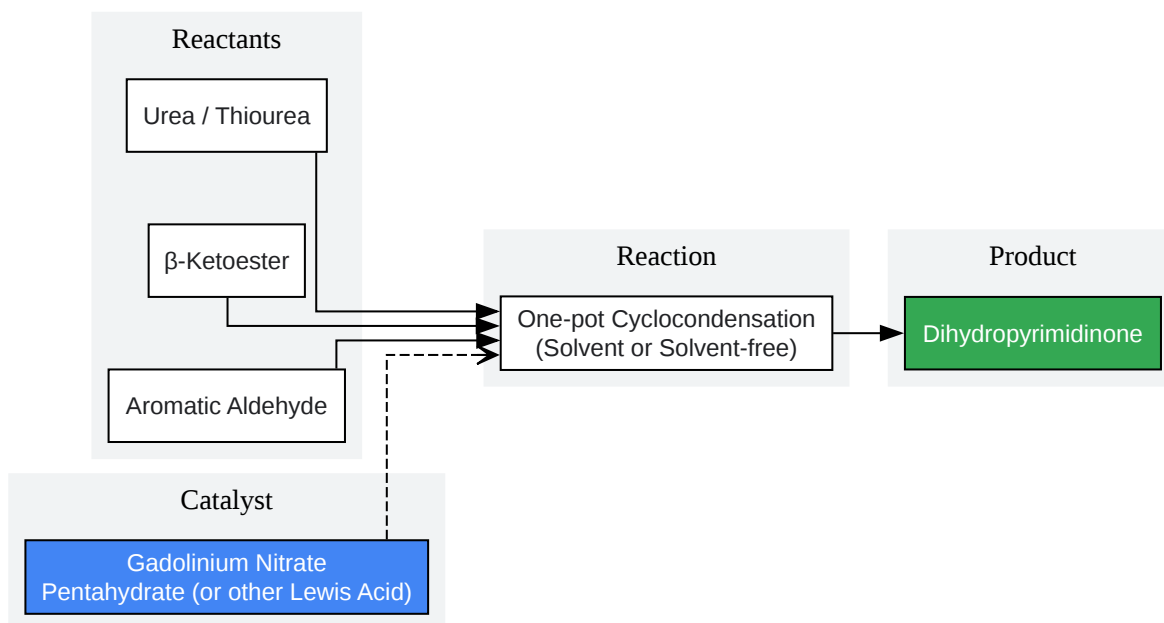 Reactants
Urea / Thiourea
β-Ketoester
Aromatic Aldehyde
Catalyst
Gadolinium Nitrate
Pentahydrate (or other Lewis Acid)
Reaction
One-pot Cyclocondensation
(Solvent or Solvent-free)
Product
Dihydropyrimidinone